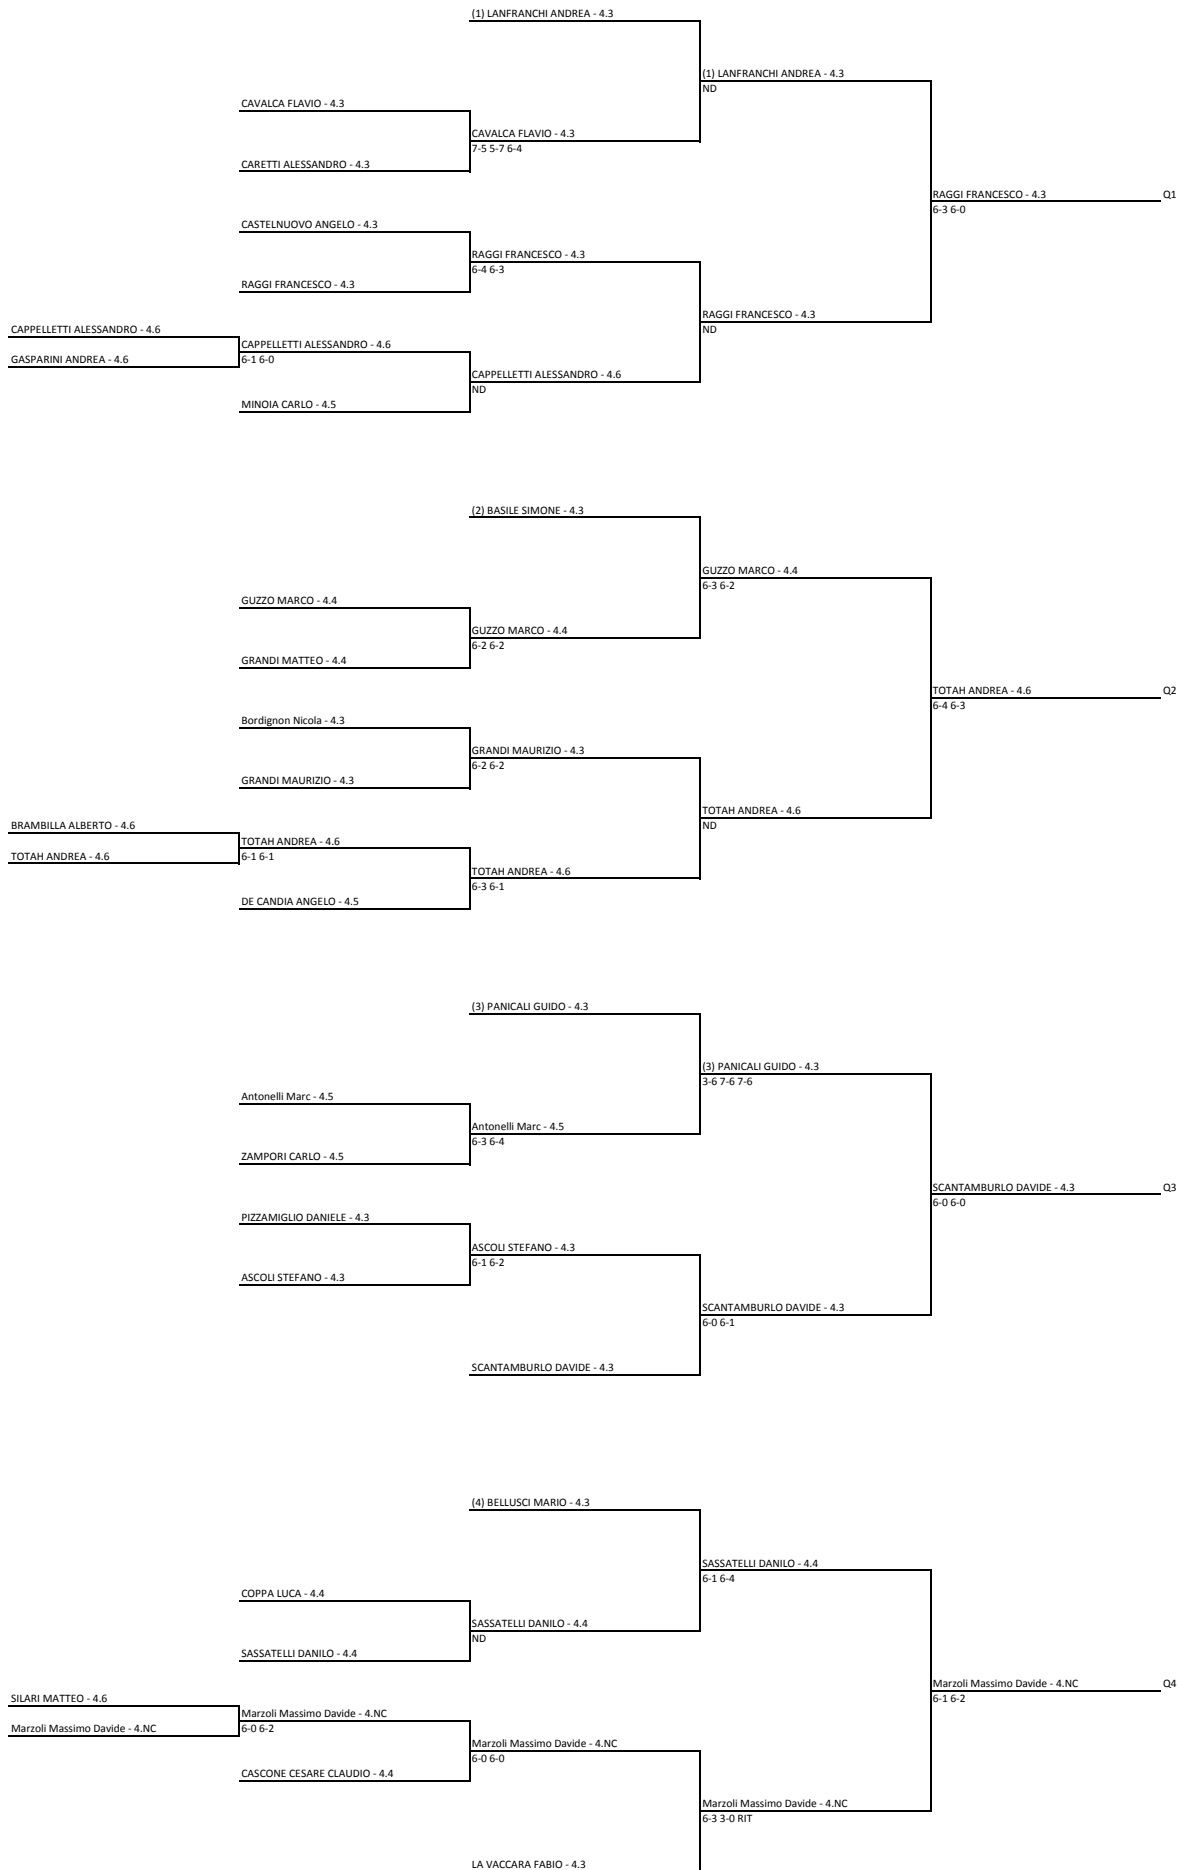 (1) LANFRANCHI ANDREA - 4.3
(1) LANFRANCHI ANDREA - 4.3
ND
CAVALCA FLAVIO - 4.3
CAVALCA FLAVIO - 4.3
7-5 5-7 6-4
CARETTI ALESSANDRO - 4.3
RAGGI FRANCESCO - 4.3
Q1
6-3 6-0
CASTELNUOVO ANGELO - 4.3
RAGGI FRANCESCO - 4.3
6-4 6-3
RAGGI FRANCESCO - 4.3
RAGGI FRANCESCO - 4.3
ND
CAPPELLETTI ALESSANDRO - 4.6
CAPPELLETTI ALESSANDRO - 4.6
GASPARINI ANDREA - 4.6
6-1 6-0
CAPPELLETTI ALESSANDRO - 4.6
ND
MINOIA CARLO - 4.5
(2) BASILE SIMONE - 4.3
GUZZO MARCO - 4.4
6-3 6-2
GUZZO MARCO - 4.4
GUZZO MARCO - 4.4
6-2 6-2
GRANDI MATTEO - 4.4
TOTAH ANDREA - 4.6
Q2
6-4 6-3
Bordignon Nicola - 4.3
GRANDI MAURIZIO - 4.3
6-2 6-2
GRANDI MAURIZIO - 4.3
TOTAH ANDREA - 4.6
ND
BRAMBILLA ALBERTO - 4.6
TOTAH ANDREA - 4.6
TOTAH ANDREA - 4.6
6-1 6-1
TOTAH ANDREA - 4.6
6-3 6-1
DE CANDIA ANGELO - 4.5
(3) PANICALI GUIDO - 4.3
(3) PANICALI GUIDO - 4.3
3-6 7-6 7-6
Antonelli Marc - 4.5
Antonelli Marc - 4.5
6-3 6-4
ZAMPORI CARLO - 4.5
SCANTAMBURLO DAVIDE - 4.3
Q3
6-0 6-0
PIZZAMIGLIO DANIELE - 4.3
ASCOLI STEFANO - 4.3
6-1 6-2
ASCOLI STEFANO - 4.3
SCANTAMBURLO DAVIDE - 4.3
6-0 6-1
SCANTAMBURLO DAVIDE - 4.3
(4) BELLUSCI MARIO - 4.3
SASSATELLI DANILO - 4.4
6-1 6-4
COPPA LUCA - 4.4
SASSATELLI DANILO - 4.4
ND
SASSATELLI DANILO - 4.4
Marzoli Massimo Davide - 4.NC
Q4
6-1 6-2
SILARI MATTEO - 4.6
Marzoli Massimo Davide - 4.NC
Marzoli Massimo Davide - 4.NC
6-0 6-2
Marzoli Massimo Davide - 4.NC
6-0 6-0
CASCONE CESARE CLAUDIO - 4.4
Marzoli Massimo Davide - 4.NC
6-3 3-0 RIT
LA VACCARA FABIO - 4.3